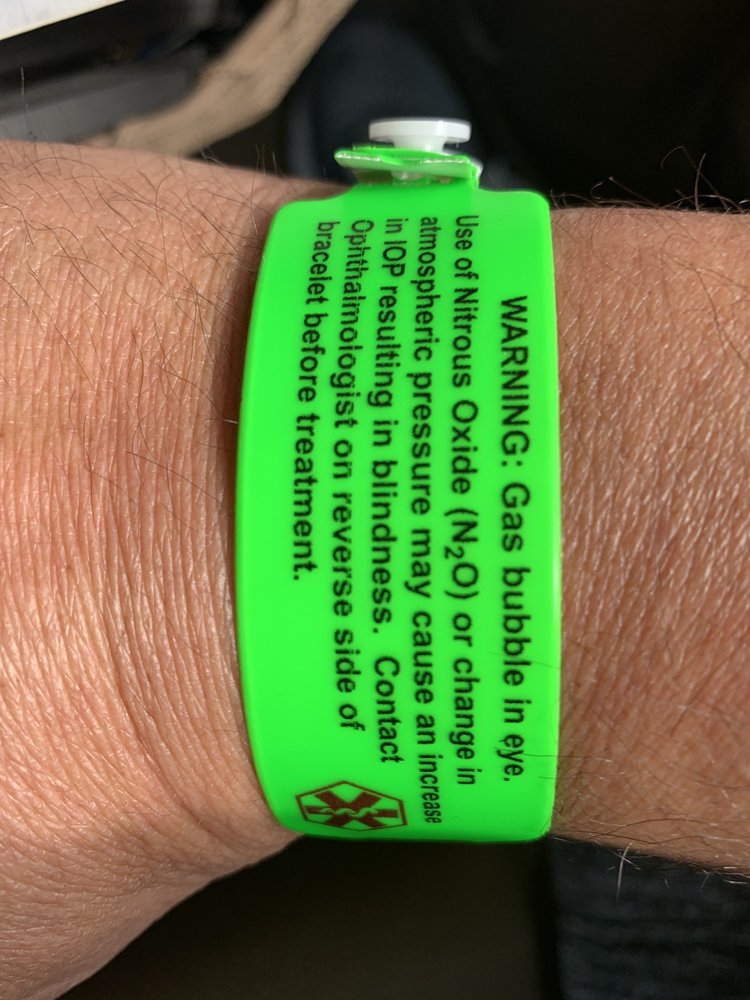 WARNING: Gas bubble in eye.
Use of Nitrous Oxide (N₂O) or change in
atmospheric pressure may cause an increase
in IOP resulting in blindness. Contact
Ophthalmologist on reverse side of
bracelet before treatment.